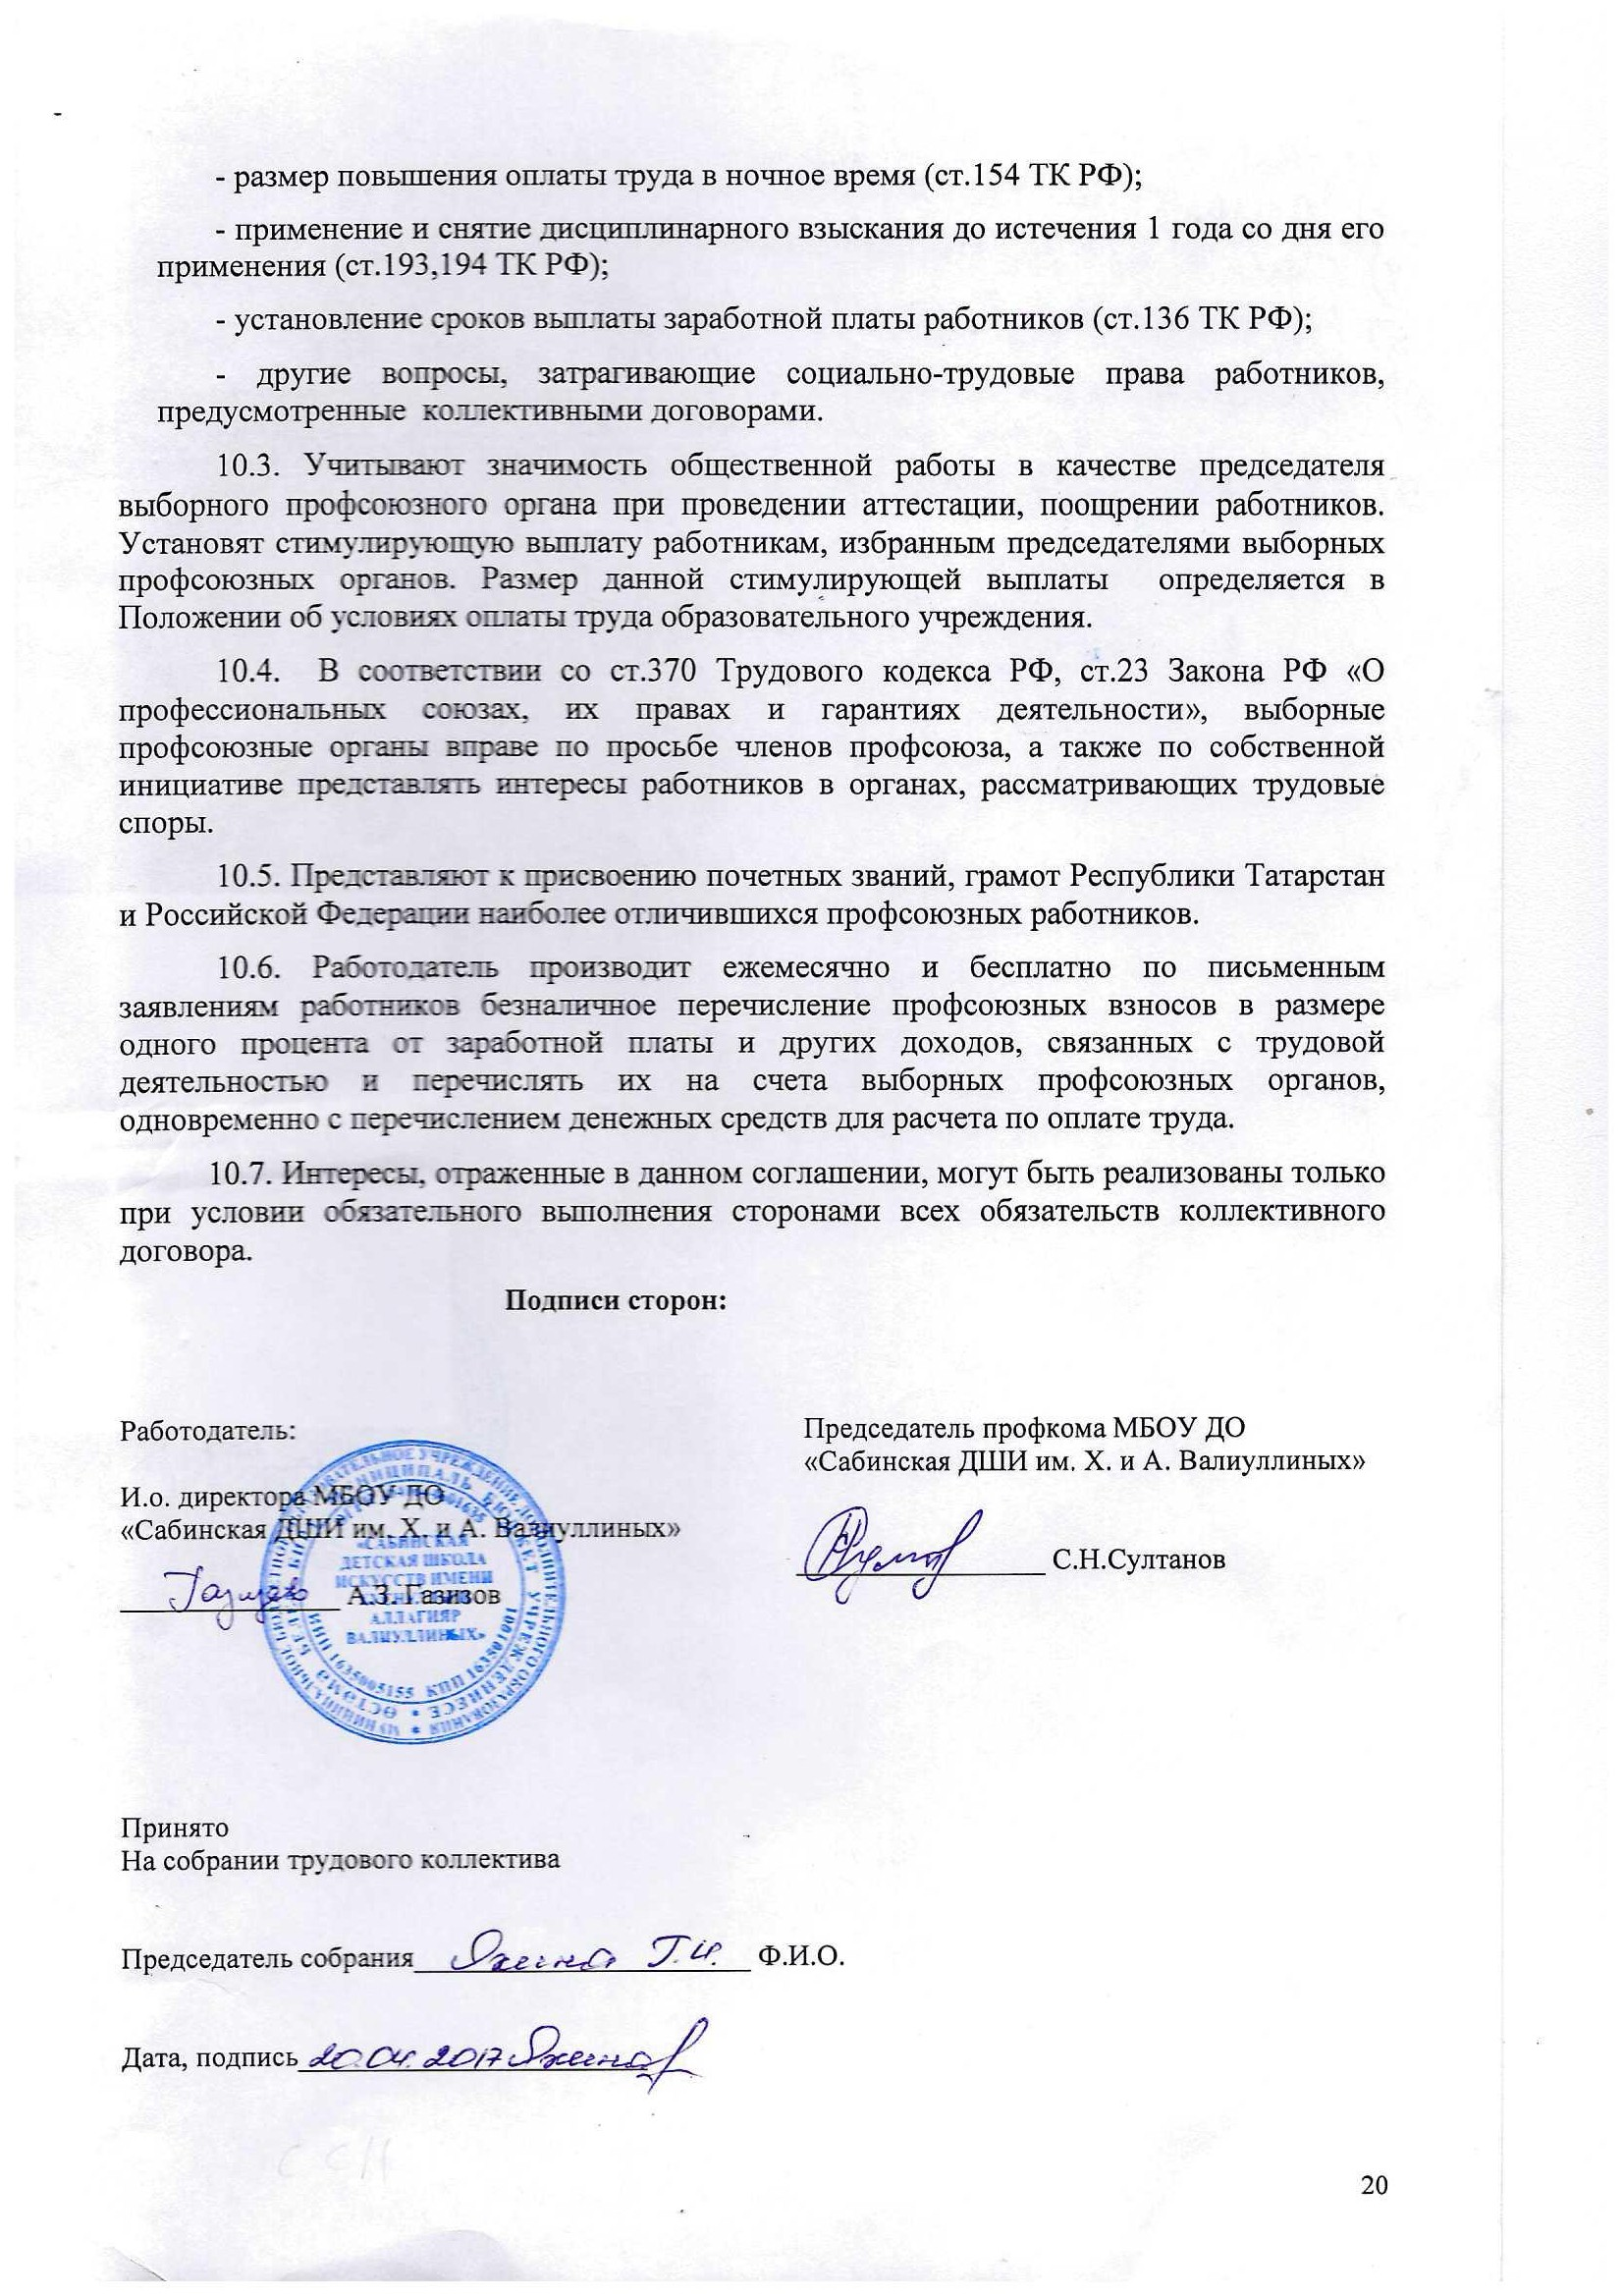 - размер повышения оплаты труда в ночное время (ст.154 ТК РФ);
- применение и снятие дисциплинарного взыскания до истечения 1 года со дня его
применения (ст.193,194 ТК РФ);
- установление сроков выплаты заработной платы работников (ст.136 ТК РФ);
- другие вопросы, затрагивающие социально-трудовые права работников,
предусмотренные коллективными договорами.
10.3. Учитывают значимость общественной работы в качестве председателя
выборного профсоюзного органа при проведении аттестации, поощрении работников.
Установят стимулирующую выплату работникам, избранным председателями выборных
профсоюзных органов. Размер данной стимулирующей выплаты определяется в
Положении об условиях оплаты труда образовательного учреждения.
10.4. В соответствии со ст.370 Трудового кодекса РФ, ст.23 Закона РФ «О
профессиональных союзах, их правах и гарантиях деятельности», выборные
профсоюзные органы вправе по просьбе членов профсоюза, а также по собственной
инициативе представлять интересы работников в органах, рассматривающих трудовые
споры.
10.5. Представляют к присвоению почетных званий, грамот Республики Татарстан
и Российской Федерации наиболее отличившихся профсоюзных работников.
10.6. Работодатель производит ежемесячно и бесплатно по письменным
заявлениям работников безналичное перечисление профсоюзных взносов в размере
одного процента от заработной платы и других доходов, связанных с трудовой
деятельностью и перечислять их на счета выборных профсоюзных органов,
одновременно с перечислением денежных средств для расчета по оплате труда.
10.7. Интересы, отраженные в данном соглашении, могут быть реализованы только
при условии обязательного выполнения сторонами всех обязательств коллективного
договора.
Подписи сторон:
Работодатель:
И.о. директора МБОУ ДО
«Сабинская ДШИ им. Х. и А. Валиуллиных»
А.З. Газизов
Председатель профкома МБОУ ДО
«Сабинская ДШИ им. Х. и А. Валиуллиных»
С.Н.Султанов
«САБИНСКАЯ
ДЕТСКАЯ ШКОЛА
ИСКУССТВ ИМЕНИ
АЛЛАГИЯР
ВАЛИУЛЛИНЫХ»
ИНН 1635005155 КПП
Принято
На собрании трудового коллектива
Председатель собрания Яхина Г.И. Ф.И.О.
Дата, подпись 20.04.2017 Яхина
20